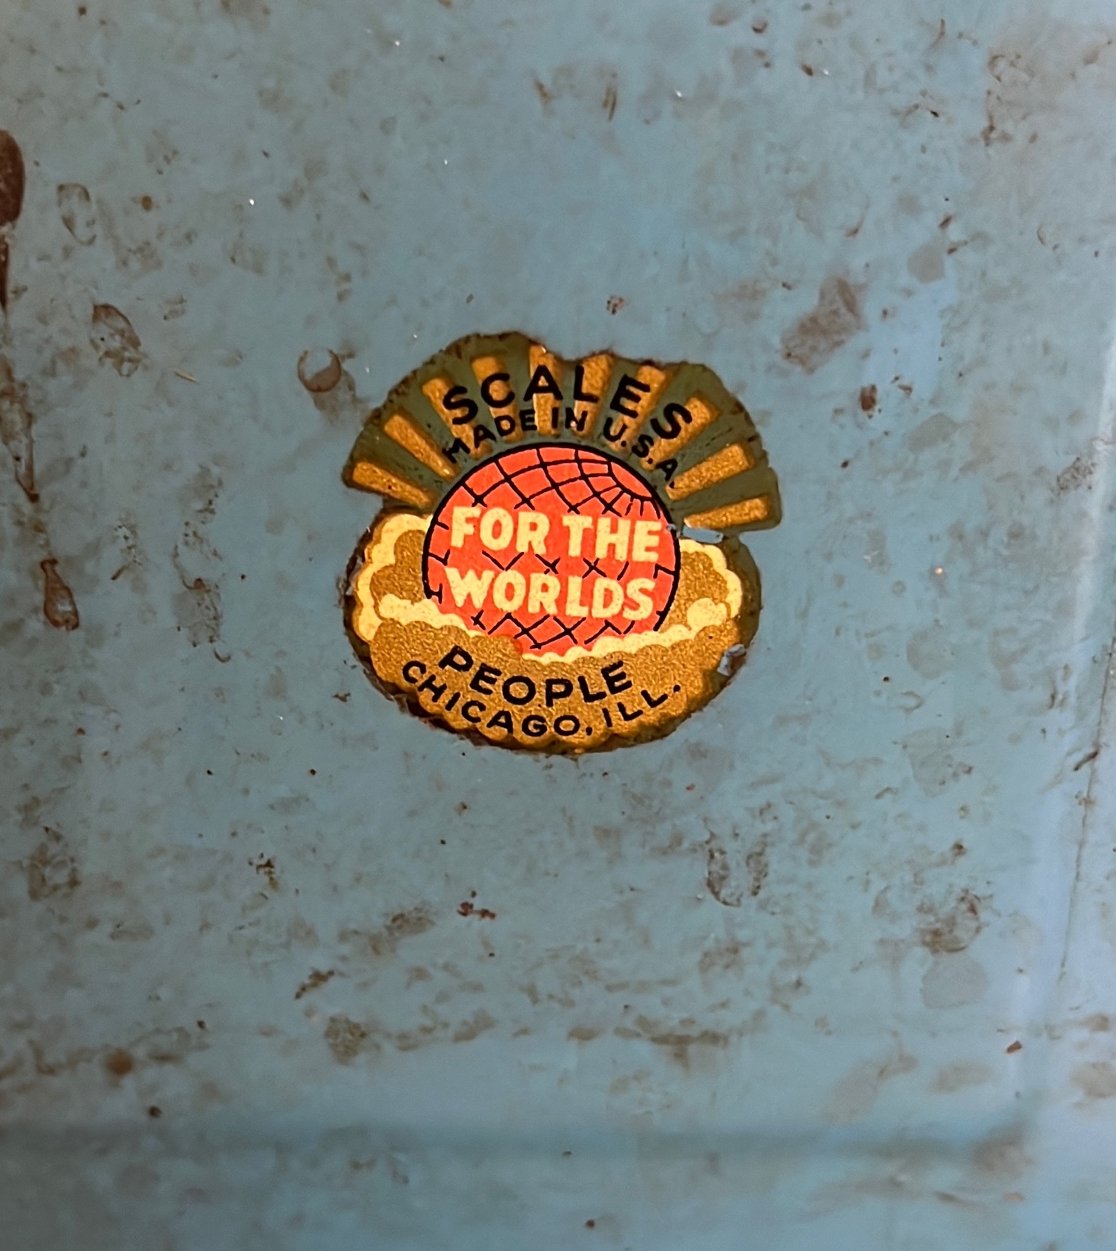 SCALES
MADE IN U.S.A.
FOR THE
WORLDS
PEOPLE
CHICAGO, ILL.